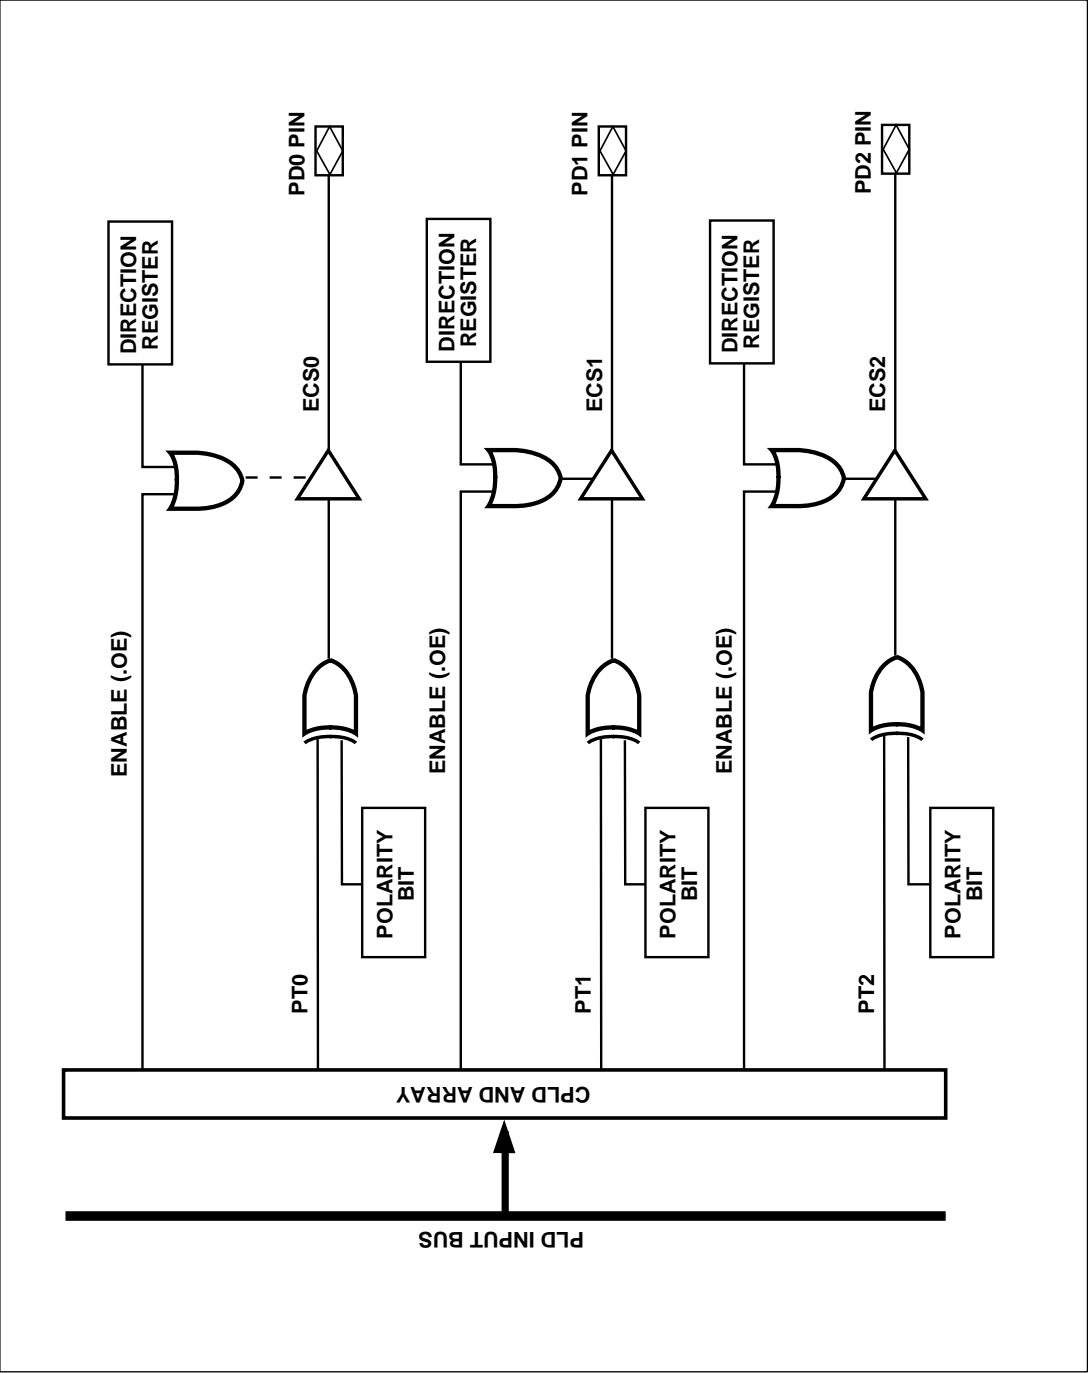 PLD INPUT BUS
CPLD AND ARRAY
ENABLE (.OE)
DIRECTION
REGISTER
PT0
POLARITY
BIT
ECS0
PD0 PIN
ENABLE (.OE)
DIRECTION
REGISTER
PT1
POLARITY
BIT
ECS1
PD1 PIN
ENABLE (.OE)
DIRECTION
REGISTER
PT2
POLARITY
BIT
ECS2
PD2 PIN